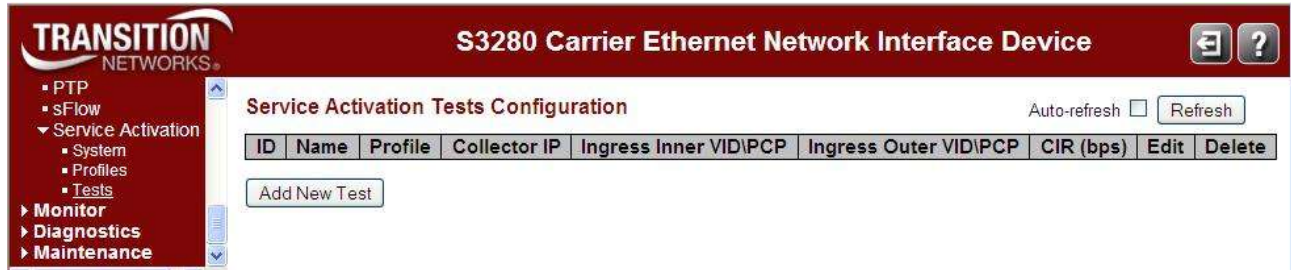 TRANSITION
NETWORKS®
S3280 Carrier Ethernet Network Interface Device
?
PTP
sFlow
Service Activation
System
Profiles
Tests
Monitor
Diagnostics
Maintenance
Service Activation Tests Configuration
Auto-refresh Refresh
ID Name Profile Collector IP Ingress Inner VID\PCP Ingress Outer VID\PCP CIR (bps) Edit Delete
Add New Test